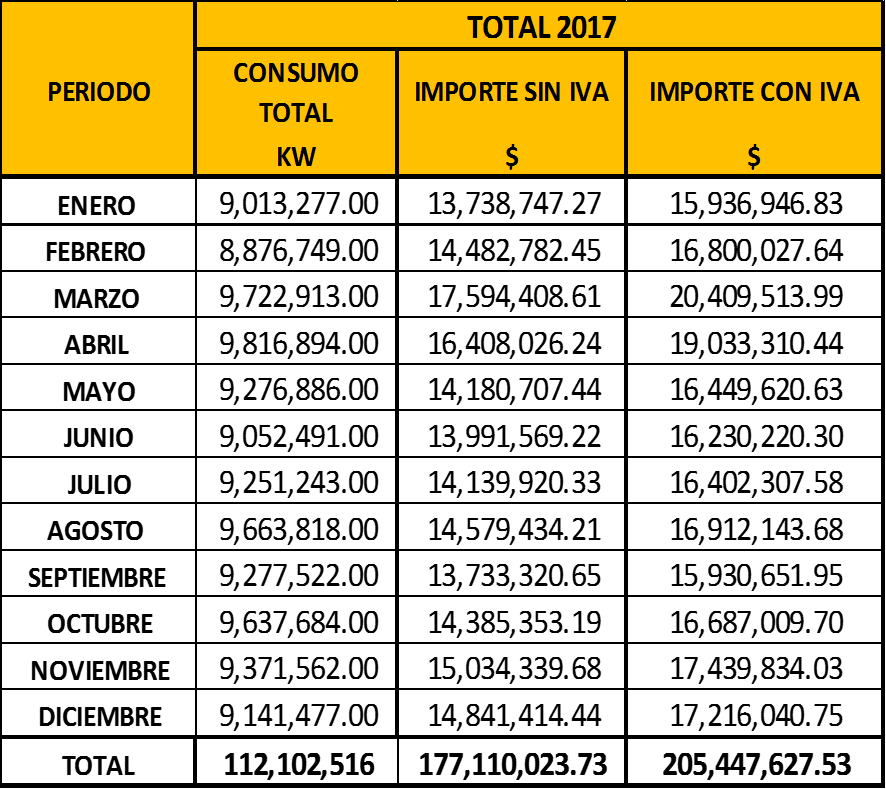 TOTAL 2017
PERIODO
CONSUMO TOTAL KW
IMPORTE SIN IVA $
IMPORTE CON IVA $
ENERO 9,013,277.00 13,738,747.27 15,936,946.83
FEBRERO 8,876,749.00 14,482,782.45 16,800,027.64
MARZO 9,722,913.00 17,594,408.61 20,409,513.99
ABRIL 9,816,894.00 16,408,026.24 19,033,310.44
MAYO 9,276,886.00 14,180,707.44 16,449,620.63
JUNIO 9,052,491.00 13,991,569.22 16,230,220.30
JULIO 9,251,243.00 14,139,920.33 16,402,307.58
AGOSTO 9,663,818.00 14,579,434.21 16,912,143.68
SEPTIEMBRE 9,277,522.00 13,733,320.65 15,930,651.95
OCTUBRE 9,637,684.00 14,385,353.19 16,687,009.70
NOVIEMBRE 9,371,562.00 15,034,339.68 17,439,834.03
DICIEMBRE 9,141,477.00 14,841,414.44 17,216,040.75
TOTAL 112,102,516 177,110,023.73 205,447,627.53